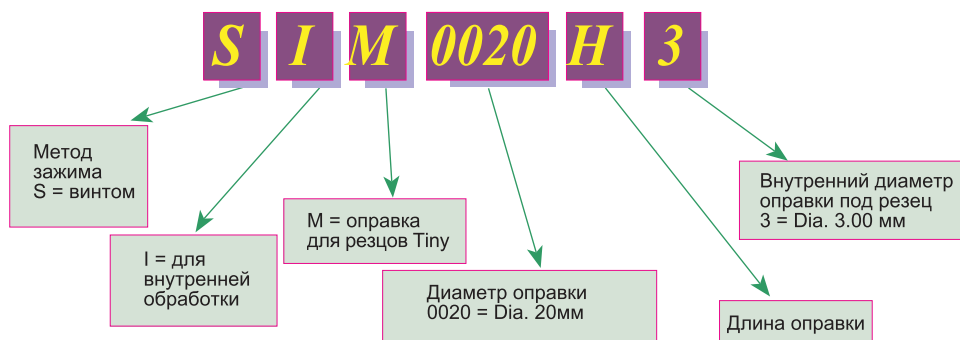 S I M 0020 H 3
Метод
зажима
S = винтом
I = для
внутренней
обработки
M = оправка
для резцов Tiny
Диаметр оправки
0020 = Dia. 20мм
Длина оправки
Внутренний диаметр
оправки под резец
3 = Dia. 3.00 мм